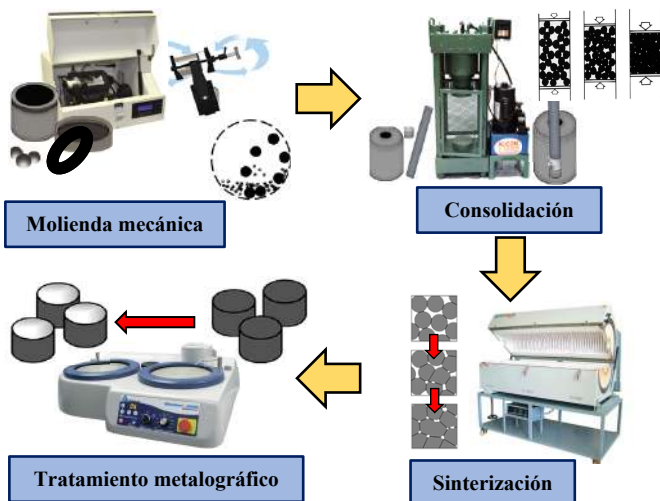 Molienda mecánica
Consolidación
Tratamiento metalográfico
Sinterización